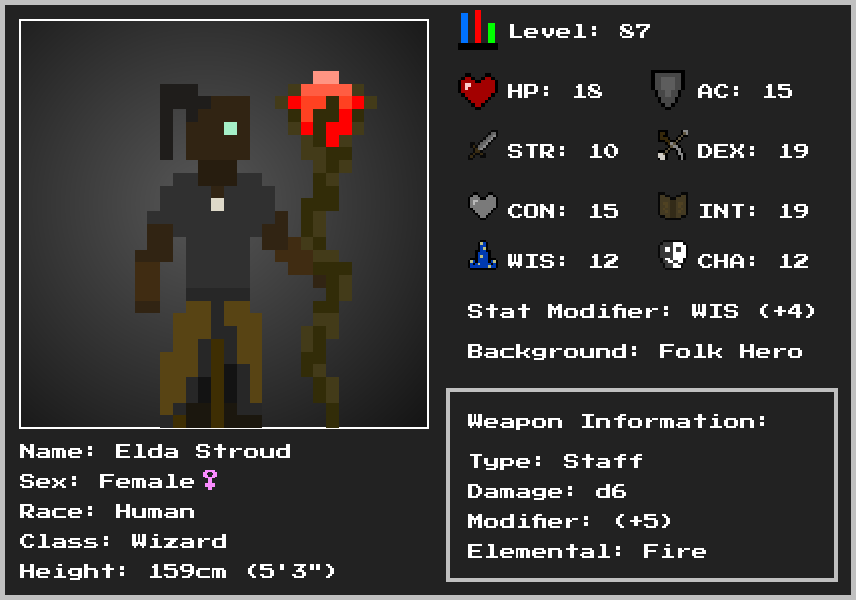 Level: 87
HP: 18 AC: 15
STR: 10 DEX: 19
CON: 15 INT: 19
WIS: 12 CHA: 12
Stat Modifier: WIS (+4)
Background: Folk Hero
Weapon Information:
Type: Staff
Damage: d6
Modifier: (+5)
Elemental: Fire
Name: Elda Stroud
Sex: Female♀
Race: Human
Class: Wizard
Height: 159cm (5'3")